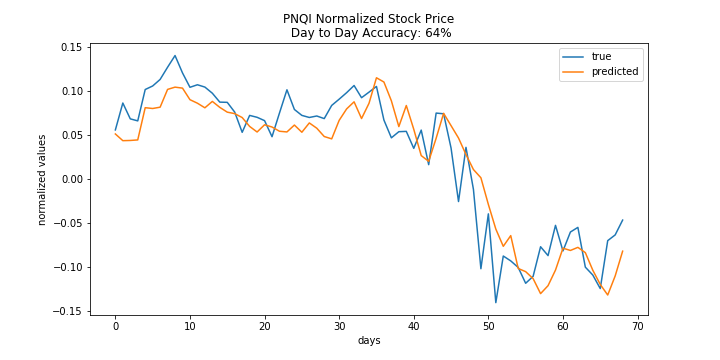 PNQI Normalized Stock Price
Day to Day Accuracy: 64%
true
predicted
normalized values
0.15
0.10
0.05
0.00
−0.05
−0.10
−0.15
0 10 20 30 40 50 60 70
days